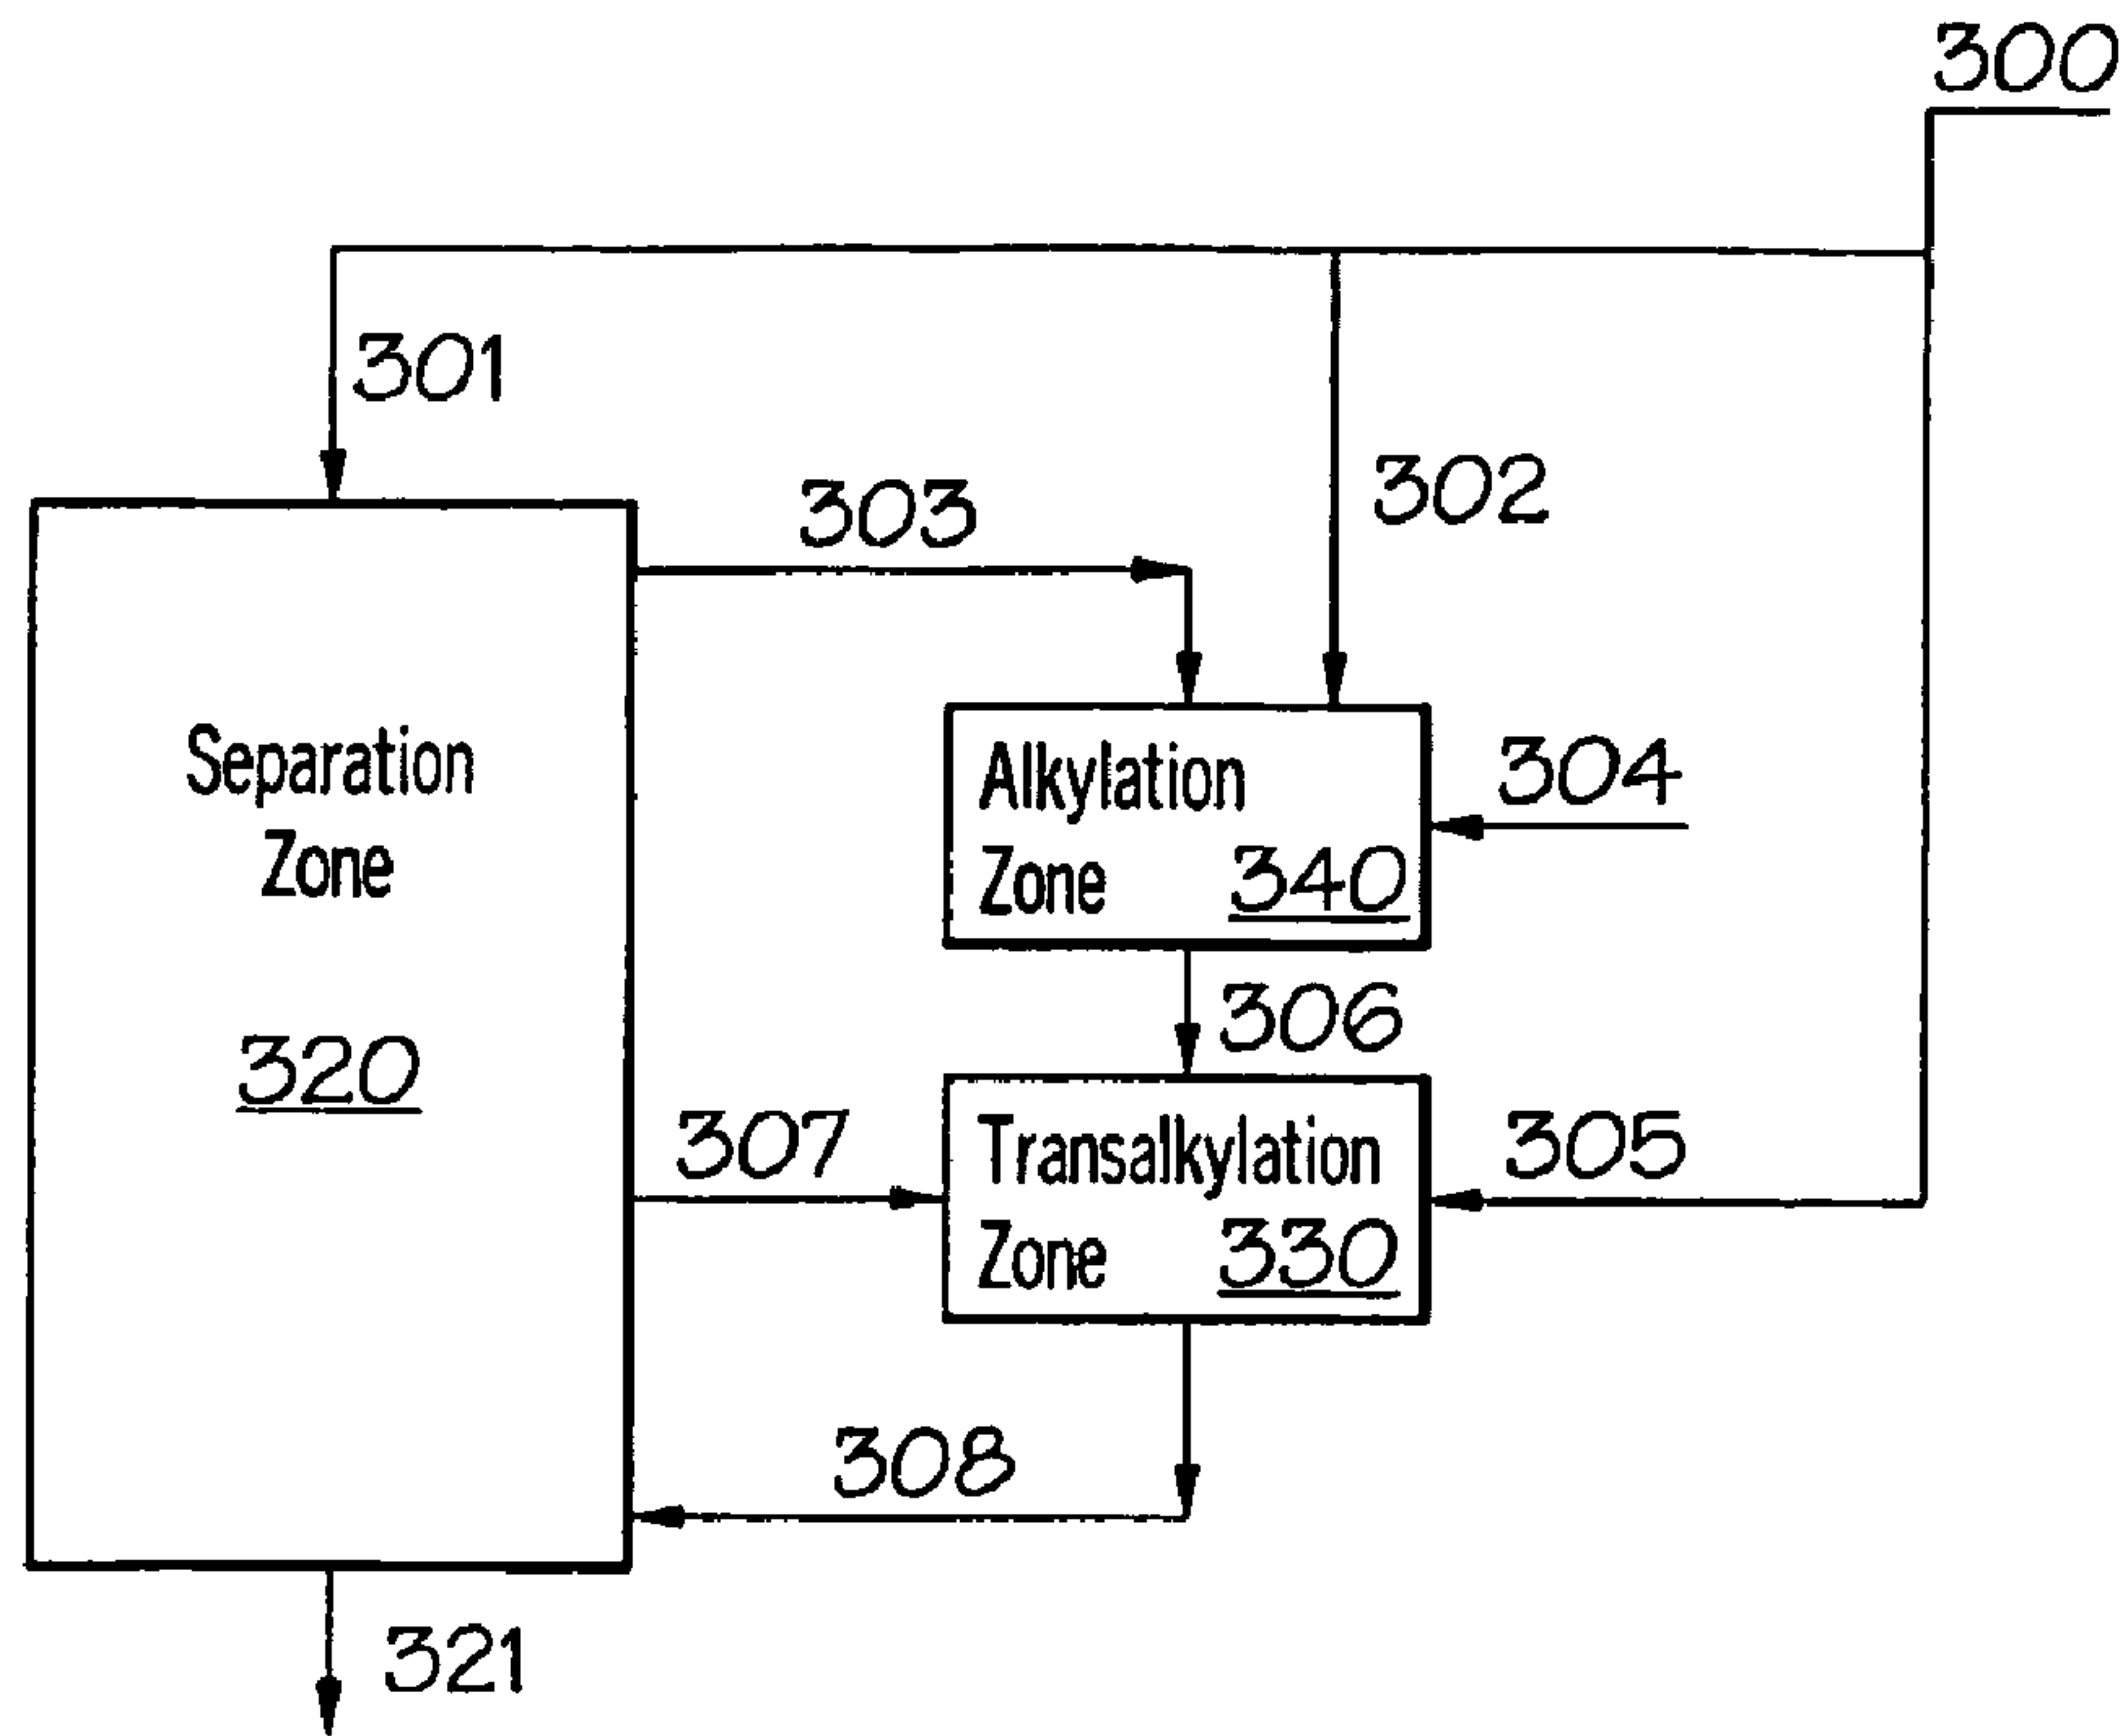 300
301
302
303
Separation
Zone
320
Alkylation
Zone 340
304
306
307
Transalkylation
Zone 330
305
308
321